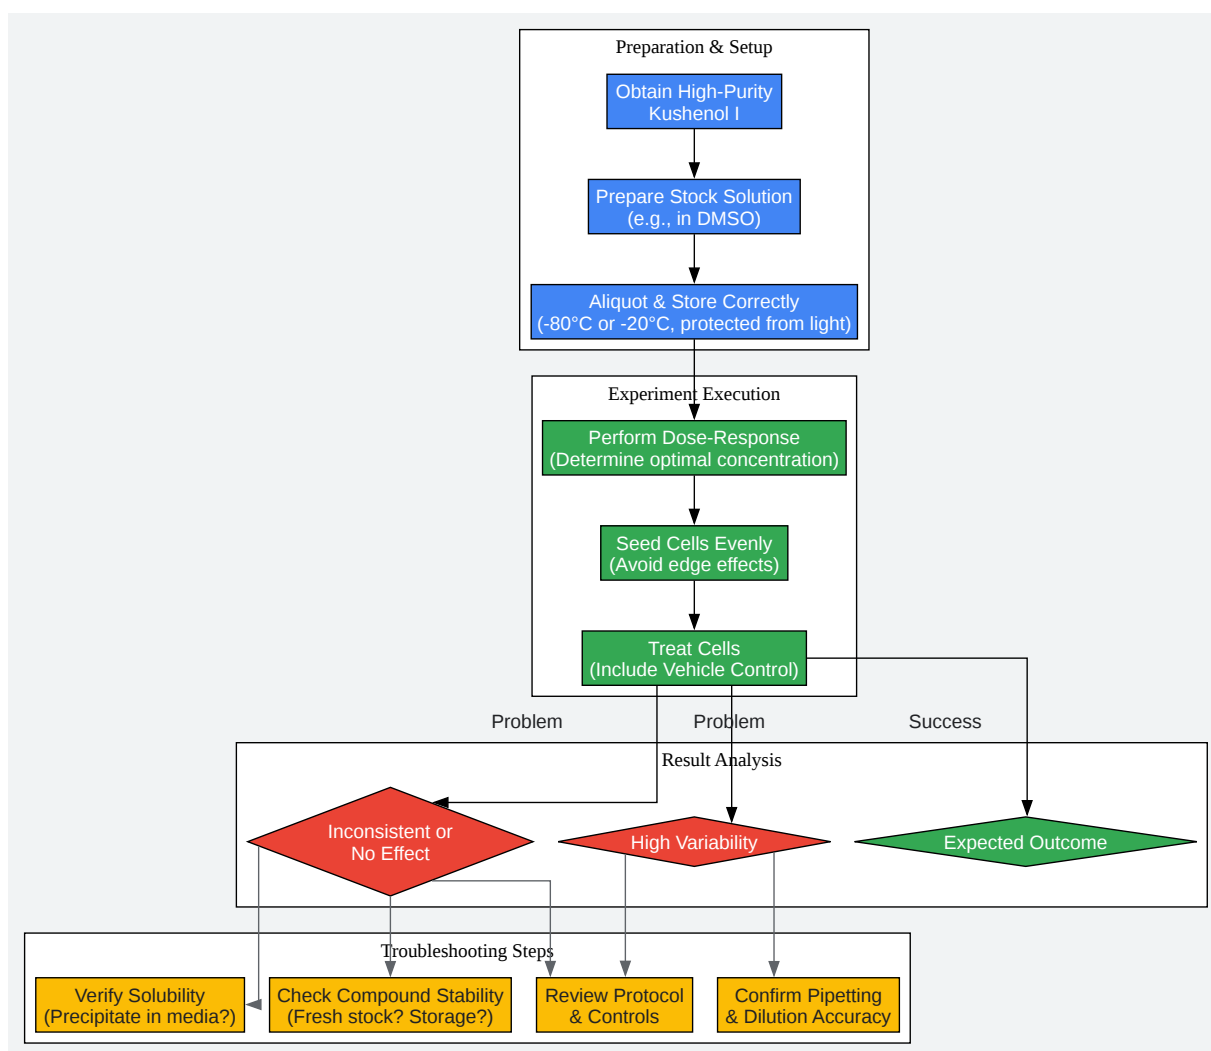 Preparation & Setup
Obtain High-Purity
Kushenol I
Prepare Stock Solution
(e.g., in DMSO)
Aliquot & Store Correctly
(-80°C or -20°C, protected from light)
Experiment Execution
Perform Dose-Response
(Determine optimal concentration)
Seed Cells Evenly
(Avoid edge effects)
Treat Cells
(Include Vehicle Control)
Problem
Problem
Success
Result Analysis
Inconsistent or
No Effect
High Variability
Expected Outcome
Troubleshooting Steps
Verify Solubility
(Precipitate in media?)
Check Compound Stability
(Fresh stock? Storage?)
Review Protocol
& Controls
Confirm Pipetting
& Dilution Accuracy